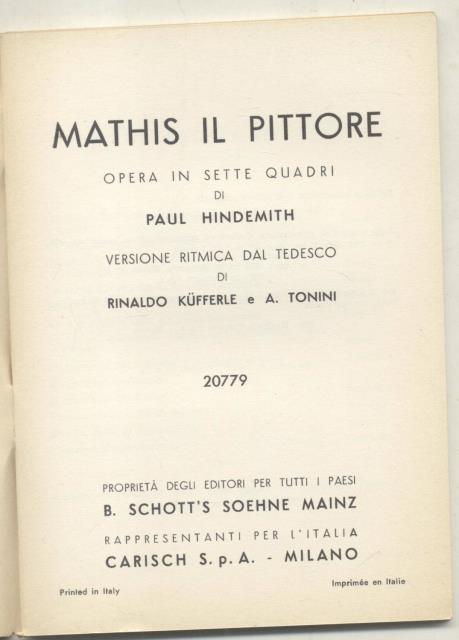 MATHIS IL PITTORE
OPERA IN SETTE QUADRI
DI
PAUL HINDEMITH
VERSIONE RITMICA DAL TEDESCO
DI
RINALDO KÜFFERLE e A. TONINI
20779
PROPRIETÀ DEGLI EDITORI PER TUTTI I PAESI
B. SCHOTT'S SOEHNE MAINZ
RAPPRESENTANTI PER L'ITALIA
CARISCH S. p. A. - MILANO
Printed in Italy
Imprimée en Italie